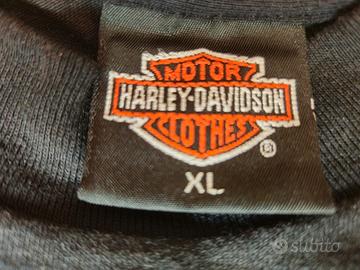 MOTOR
HARLEY-DAVIDSON
CLOTHES
®
XL
subito